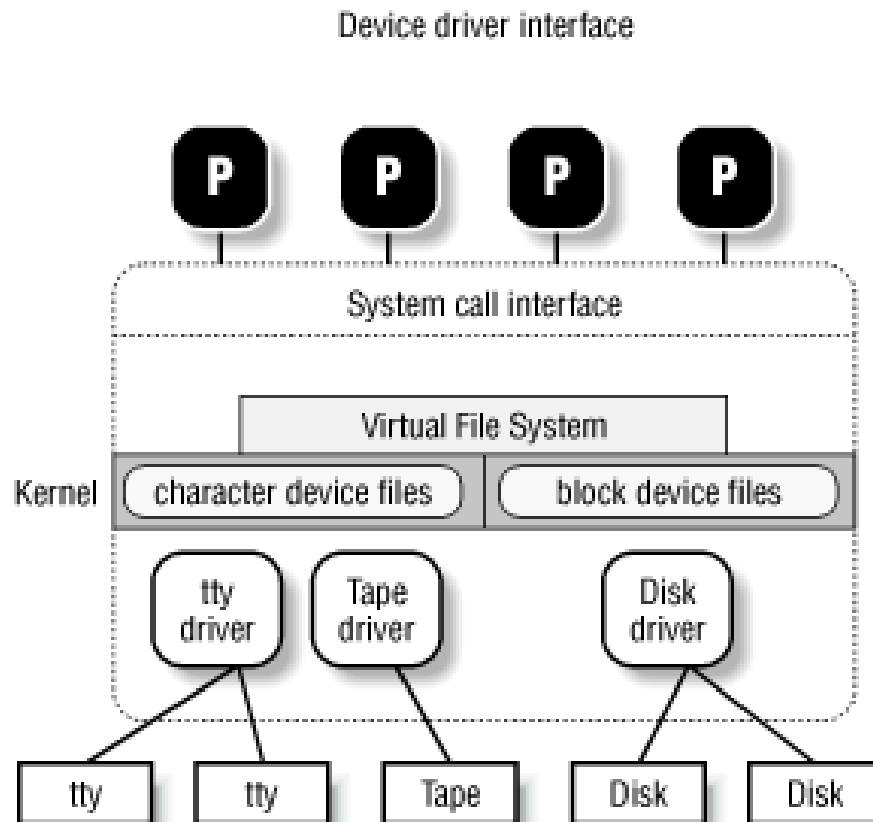 Device driver interface
P P P P
System call interface
Virtual File System
Kernel character device files block device files
tty driver
Tape driver
Disk driver
tty tty Tape Disk Disk